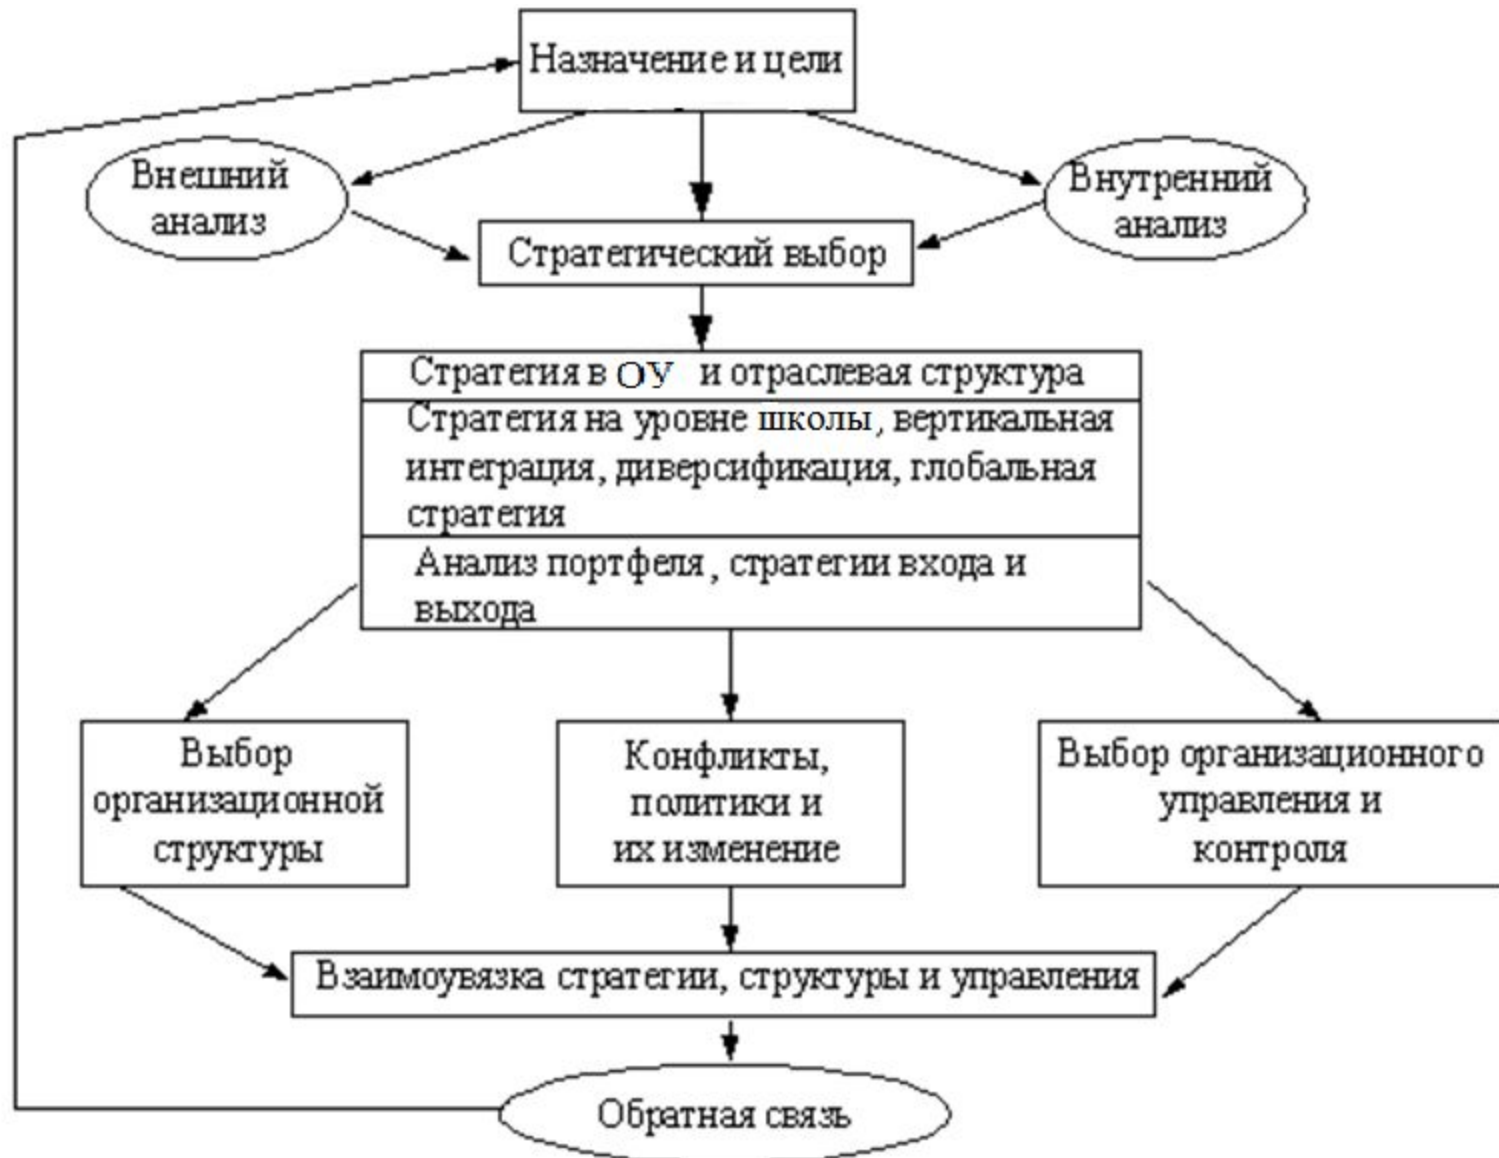 Назначение и цели
Внешний
анализ
Внутренний
анализ
Стратегический выбор
Стратегия в ОУ и отраслевая структура
Стратегия на уровне школы, вертикальная
интеграция, диверсификация, глобальная
стратегия
Анализ портфеля, стратегии входа и
выхода
Выбор
организационной
структуры
Конфликты,
политики и
их изменение
Выбор организационного
управления и
контроля
Взаимоувязка стратегии, структуры и управления
Обратная связь